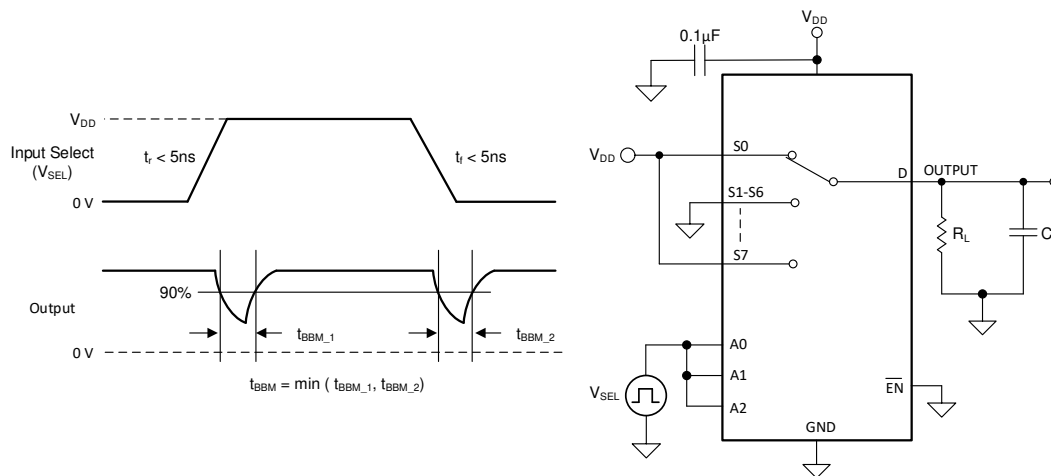 V_DD
Input Select
(V_SEL)
t_r < 5ns
t_f < 5ns
0 V
90%
Output
t_BBM_1
t_BBM_2
0 V
t_BBM = min ( t_BBM_1, t_BBM_2)
V_DD
0.1µF
V_DD
S0
D
OUTPUT
S1-S6
R_L
C
S7
A0
A1
V_SEL
A2
EN
GND